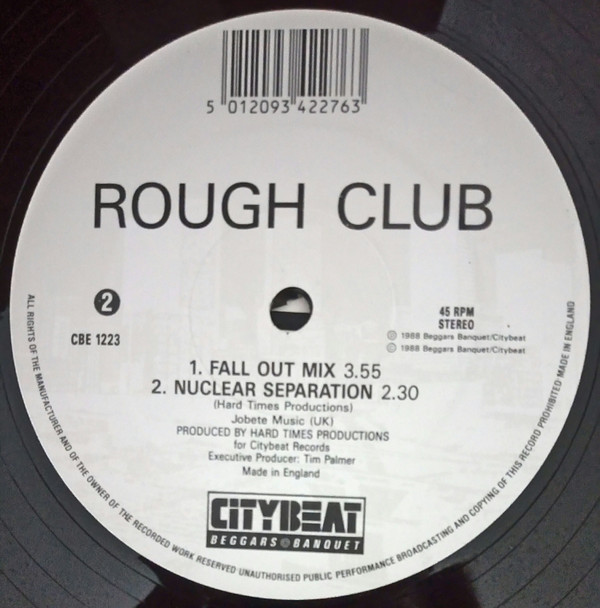 5 012093 422763
ROUGH CLUB
2
CBE 1223
45 RPM
STEREO
℗ 1988 Beggars Banquet/Citybeat
© 1988 Beggars Banquet/Citybeat
1. FALL OUT MIX 3.55
2. NUCLEAR SEPARATION 2.30
(Hard Times Productions)
Jobete Music (UK)
PRODUCED BY HARD TIMES PRODUCTIONS
for Citybeat Records
Executive Producer: Tim Palmer
Made in England
CITYBEAT
BEGGARS BANQUET
ALL RIGHTS OF THE MANUFACTURER AND OF THE OWNER OF THE RECORDED WORK RESERVED UNAUTHORISED PUBLIC PERFORMANCE BROADCASTING AND COPYING OF THIS RECORD PROHIBITED MADE IN ENGLAND